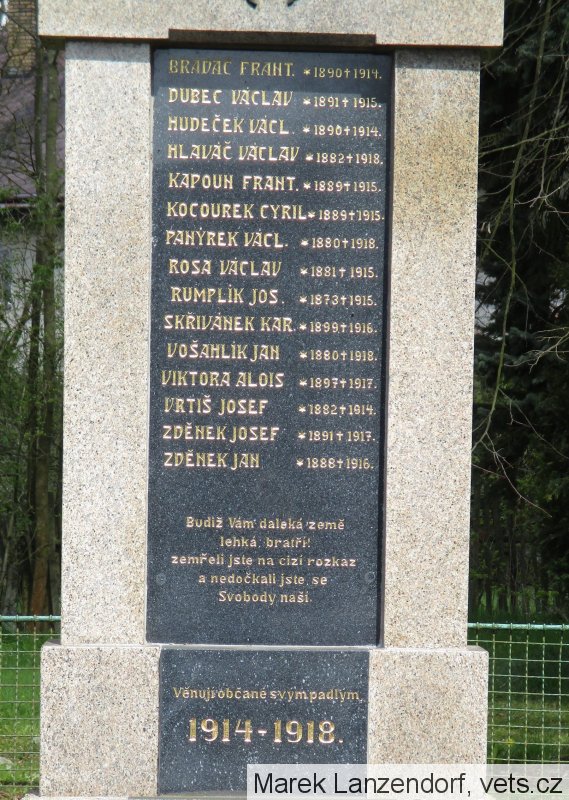 BRADÁČ FRANT. *1890†1914.
DUBEC VÁCLAV *1891†1915.
HUDEČEK VÁCL. *1890†1914.
HLAVÁČ VÁCLAV *1882†1918.
KAPOUN FRANT. *1889†1915.
KOCOUREK CYRIL *1889†1915.
PANÝREK VÁCL. *1880†1918.
ROSA VÁCLAV *1881†1915.
RUMPLÍK JOS. *1873†1915.
SKŘIVÁNEK KAR. *1899†1916.
VOŠAHLÍK JAN *1880†1918.
VIKTORA ALOIS *1897†1917.
VRTIŠ JOSEF *1882†1914.
ZDĚNEK JOSEF *1891†1917.
ZDĚNEK JAN *1888†1916.
Budiž Vám daleká země
lehká, bratři!
zemřeli jste na cizí rozkaz
a nedočkali jste se
Svobody naší.
Věnují občané svým padlým.
1914-1918.
Marek Lanzendorf, vets.cz